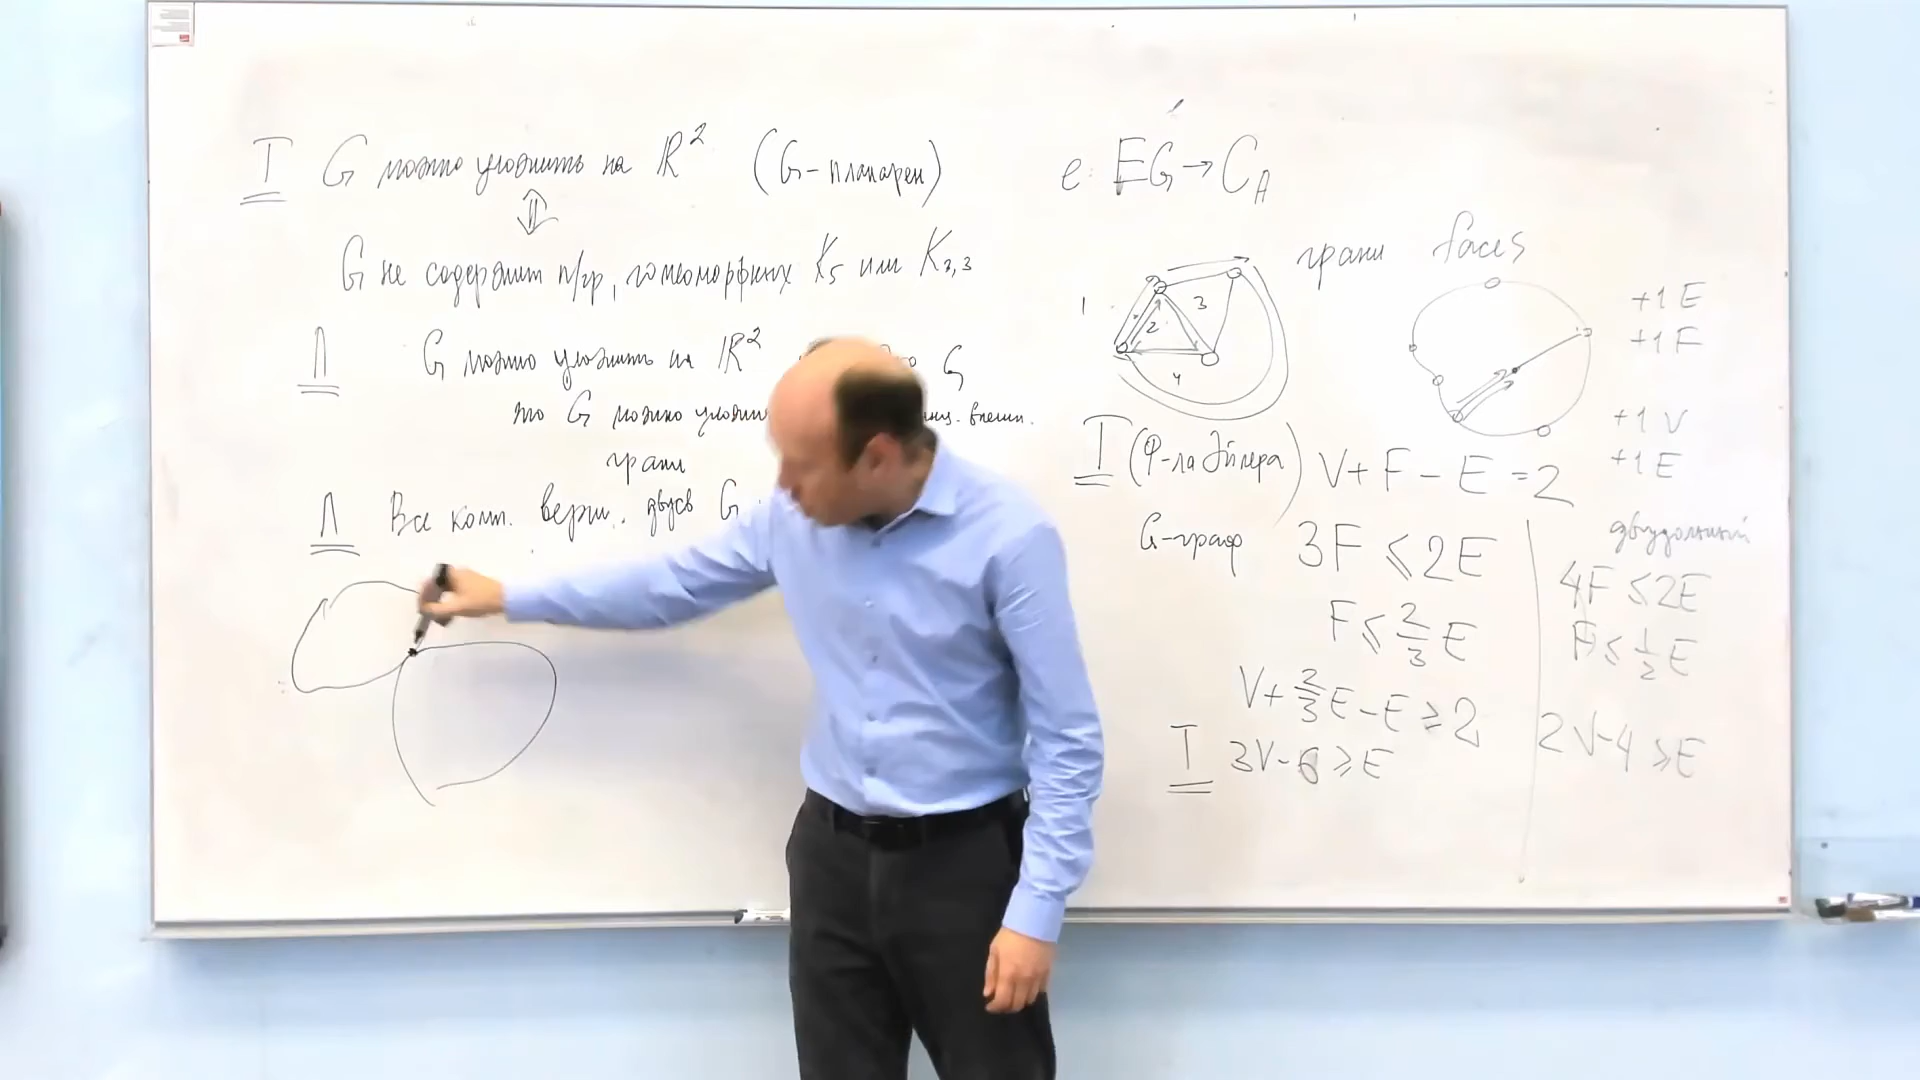 T G можно уложить на R² (G-планарен)
⇕
G не содержит п/гр, гомеоморфных K₅ или K₃,₃
Л G можно уложить на R² G
то G можно улож внешн.
грани
Л Все комп. верш. двусв G
e: EG → C_A
грани faces
1 2 3 4
+1 E
+1 F
+1 V
+1 E
T (Ф-ла Эйлера) V + F - E = 2
G-граф 3F ≤ 2E
F ≤ 2/3 E
V + 2/3 E - E ≥ 2
T 3V - 6 ≥ E
двудольный
4F ≤ 2E
F ≤ 1/2 E
2V - 4 ≥ E